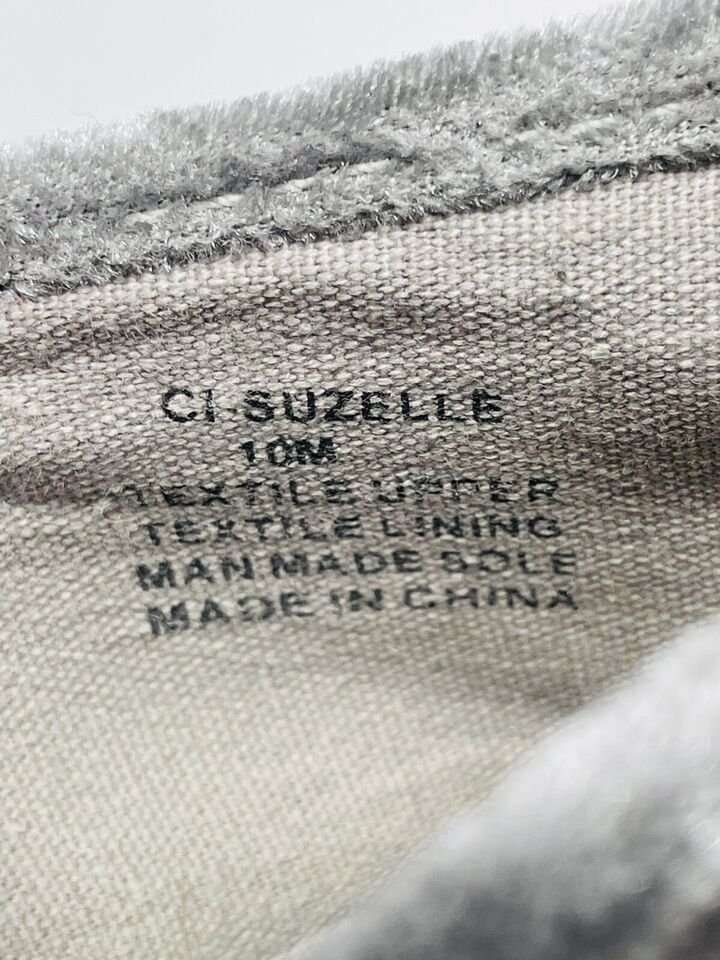 CI-SUZELLE
10M
TEXTILE UPPER
TEXTILE LINING
MAN MADE SOLE
MADE IN CHINA